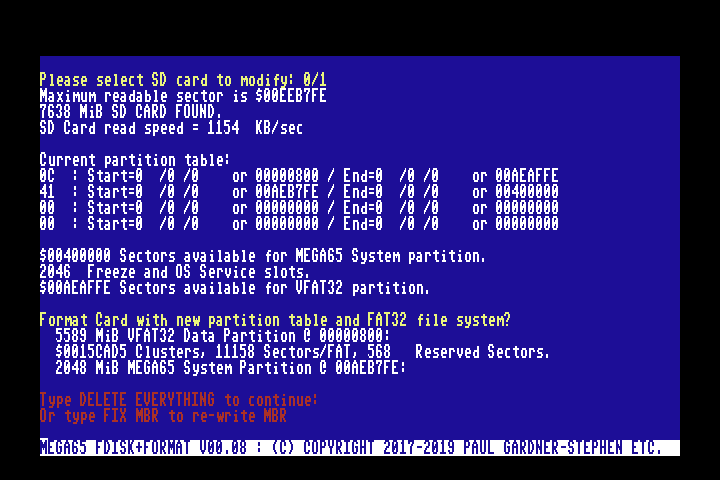 Please select SD card to modify: 0/1
Maximum readable sector is $00EEB7FE
7638 MiB SD CARD FOUND.
SD Card read speed = 1154  KB/sec
Current partition table:
0C  : Start=0  /0 /0    or 00000800 / End=0  /0 /0    or 00AEAFFE
41  : Start=0  /0 /0    or 00AEB7FE / End=0  /0 /0    or 00400000
00  : Start=0  /0 /0    or 00000000 / End=0  /0 /0    or 00000000
00  : Start=0  /0 /0    or 00000000 / End=0  /0 /0    or 00000000
$00400000 Sectors available for MEGA65 System partition.
2046  Freeze and OS Service slots.
$00AEAFFE Sectors available for VFAT32 partition.
Format Card with new partition table and FAT32 file system?
5589 MiB VFAT32 Data Partition @ 00000800:
$0015CAD5 Clusters, 11158 Sectors/FAT, 568   Reserved Sectors.
2048 MiB MEGA65 System Partition @ 00AEB7FE:
Type DELETE EVERYTHING to continue:
Or type FIX MBR to re-write MBR
MEGA65 FDISK+FORMAT V00.08 : (C) COPYRIGHT 2017-2019 PAUL GARDNER-STEPHEN ETC.